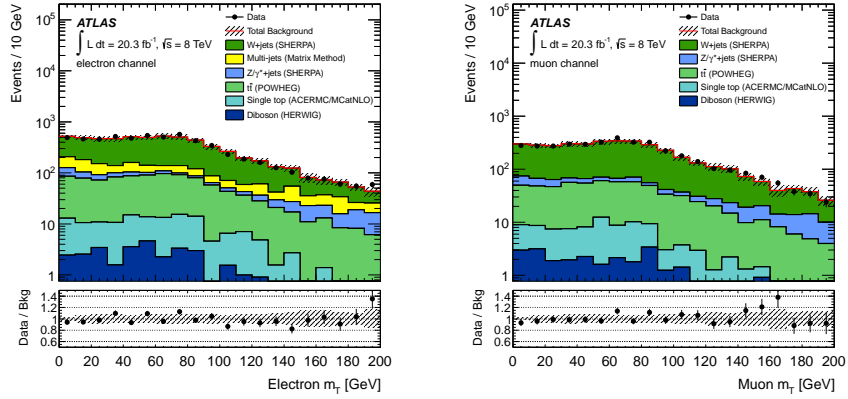 ATLAS
∫ L dt = 20.3 fb⁻¹, √s = 8 TeV
electron channel
Data
Total Background
W+jets (SHERPA)
Multi-jets (Matrix Method)
Z/γ*+jets (SHERPA)
tt̄ (POWHEG)
Single top (ACERMC/MCatNLO)
Diboson (HERWIG)
Events / 10 GeV
10⁵
10⁴
10³
10²
10
1
Data / Bkg
1.4
1.2
1.0
0.8
0.6
0 20 40 60 80 100 120 140 160 180 200
Electron m_T [GeV]
ATLAS
∫ L dt = 20.3 fb⁻¹, √s = 8 TeV
muon channel
Data
Total Background
W+jets (SHERPA)
Z/γ*+jets (SHERPA)
tt̄ (POWHEG)
Single top (ACERMC/MCatNLO)
Diboson (HERWIG)
Events / 10 GeV
10⁵
10⁴
10³
10²
10
1
Data / Bkg
1.4
1.2
1.0
0.8
0.6
0 20 40 60 80 100 120 140 160 180 200
Muon m_T [GeV]